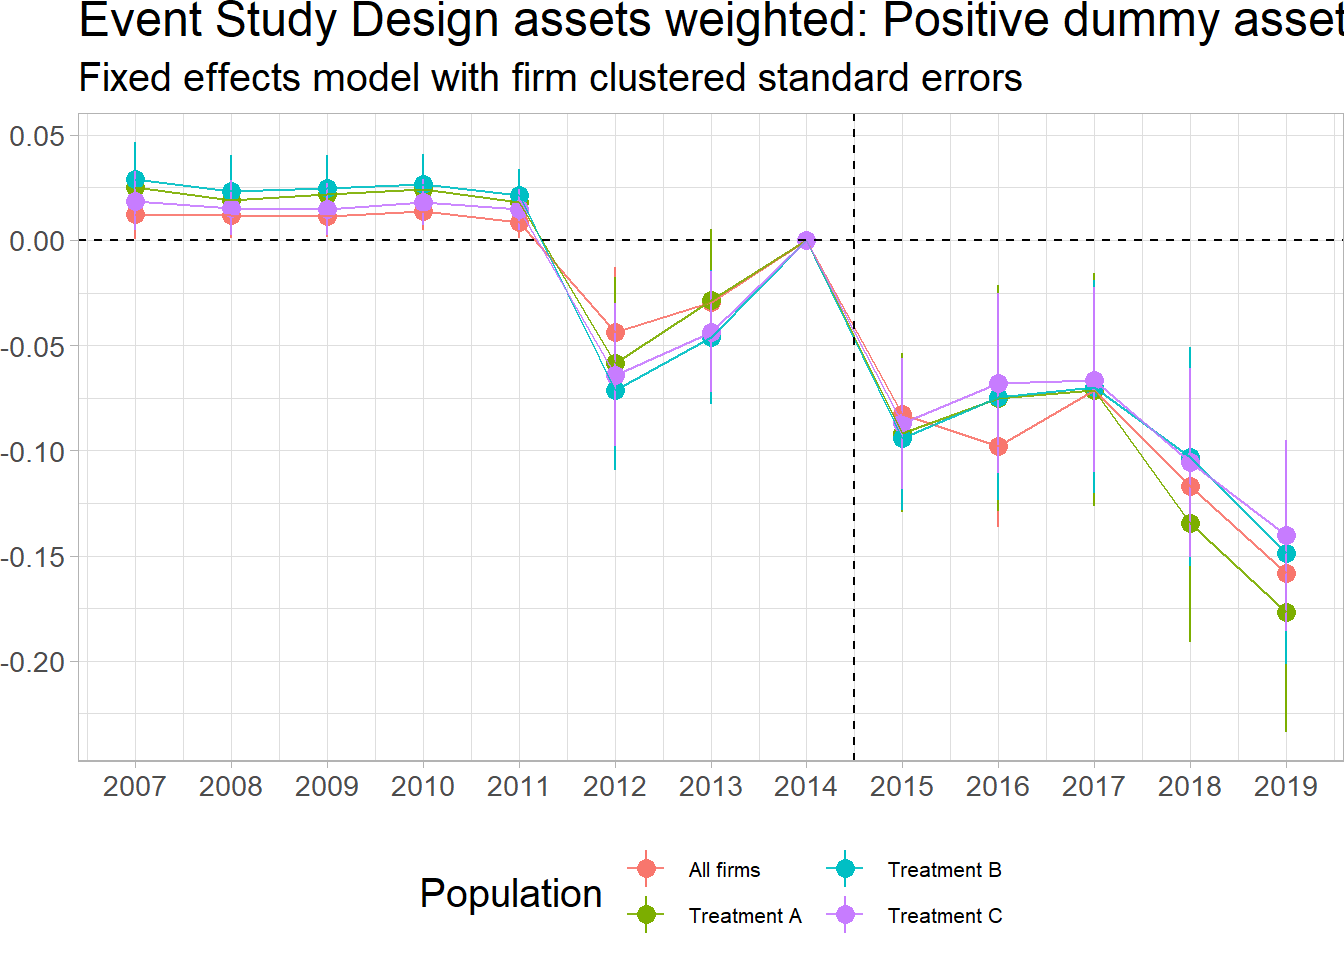 Event Study Design assets weighted: Positive dummy asset
Fixed effects model with firm clustered standard errors
0.05
0.00
-0.05
-0.10
-0.15
-0.20
2007 2008 2009 2010 2011 2012 2013 2014 2015 2016 2017 2018 2019
Population
All firms
Treatment A
Treatment B
Treatment C